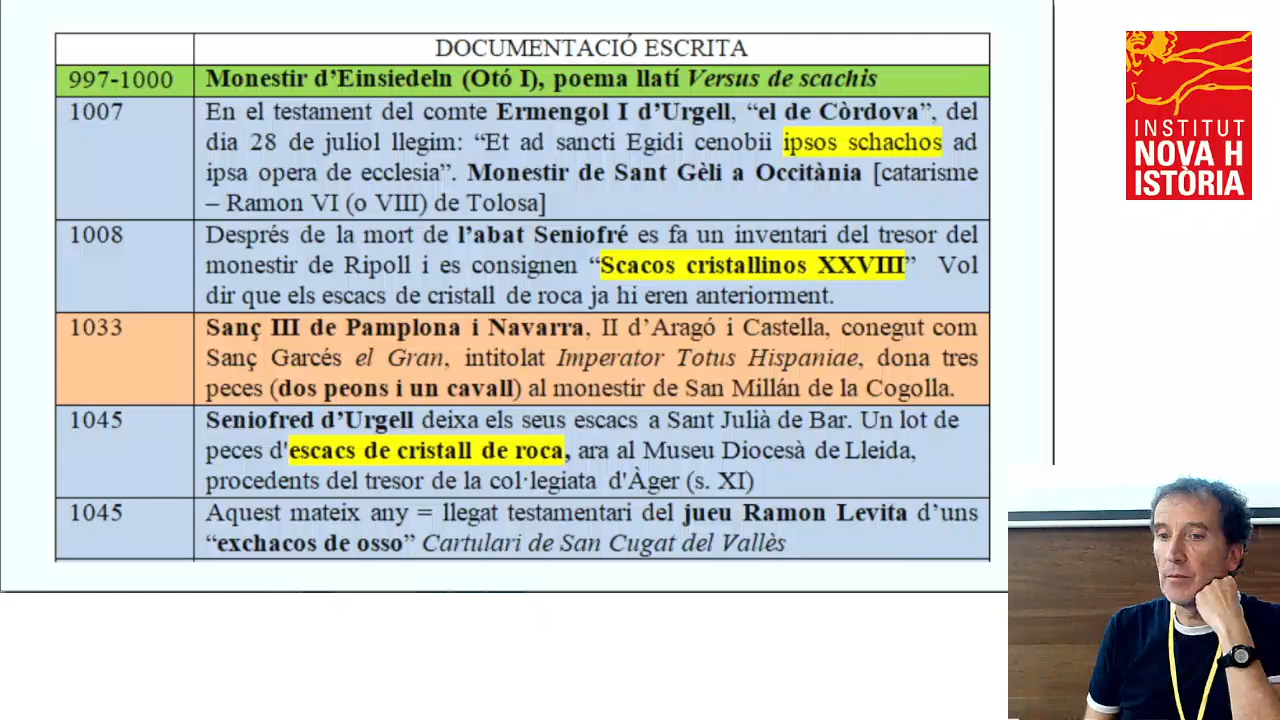 DOCUMENTACIÓ ESCRITA
997-1000 Monestir d'Einsiedeln (Otó I), poema llatí Versus de scachis
1007 En el testament del comte Ermengol I d'Urgell, “el de Còrdova”, del
dia 28 de juliol llegim: “Et ad sancti Egidi cenobii ipsos schachos ad
ipsa opera de ecclesia”. Monestir de Sant Gèli a Occitània [catarisme
– Ramon VI (o VIII) de Tolosa]
1008 Després de la mort de l'abat Seniofré es fa un inventari del tresor del
monestir de Ripoll i es consignen “Scacos cristallinos XXVIII” Vol
dir que els escacs de cristall de roca ja hi eren anteriorment.
1033 Sanç III de Pamplona i Navarra, II d'Aragó i Castella, conegut com
Sanç Garcés el Gran, intitolat Imperator Totus Hispaniae, dona tres
peces (dos peons i un cavall) al monestir de San Millán de la Cogolla.
1045 Seniofred d'Urgell deixa els seus escacs a Sant Julià de Bar. Un lot de
peces d'escacs de cristall de roca, ara al Museu Diocesà de Lleida,
procedents del tresor de la col·legiata d'Àger (s. XI)
1045 Aquest mateix any = llegat testamentari del jueu Ramon Levita d'uns
“exchacos de osso” Cartulari de San Cugat del Vallès
INSTITUT
NOVA H
ISTÒRIA